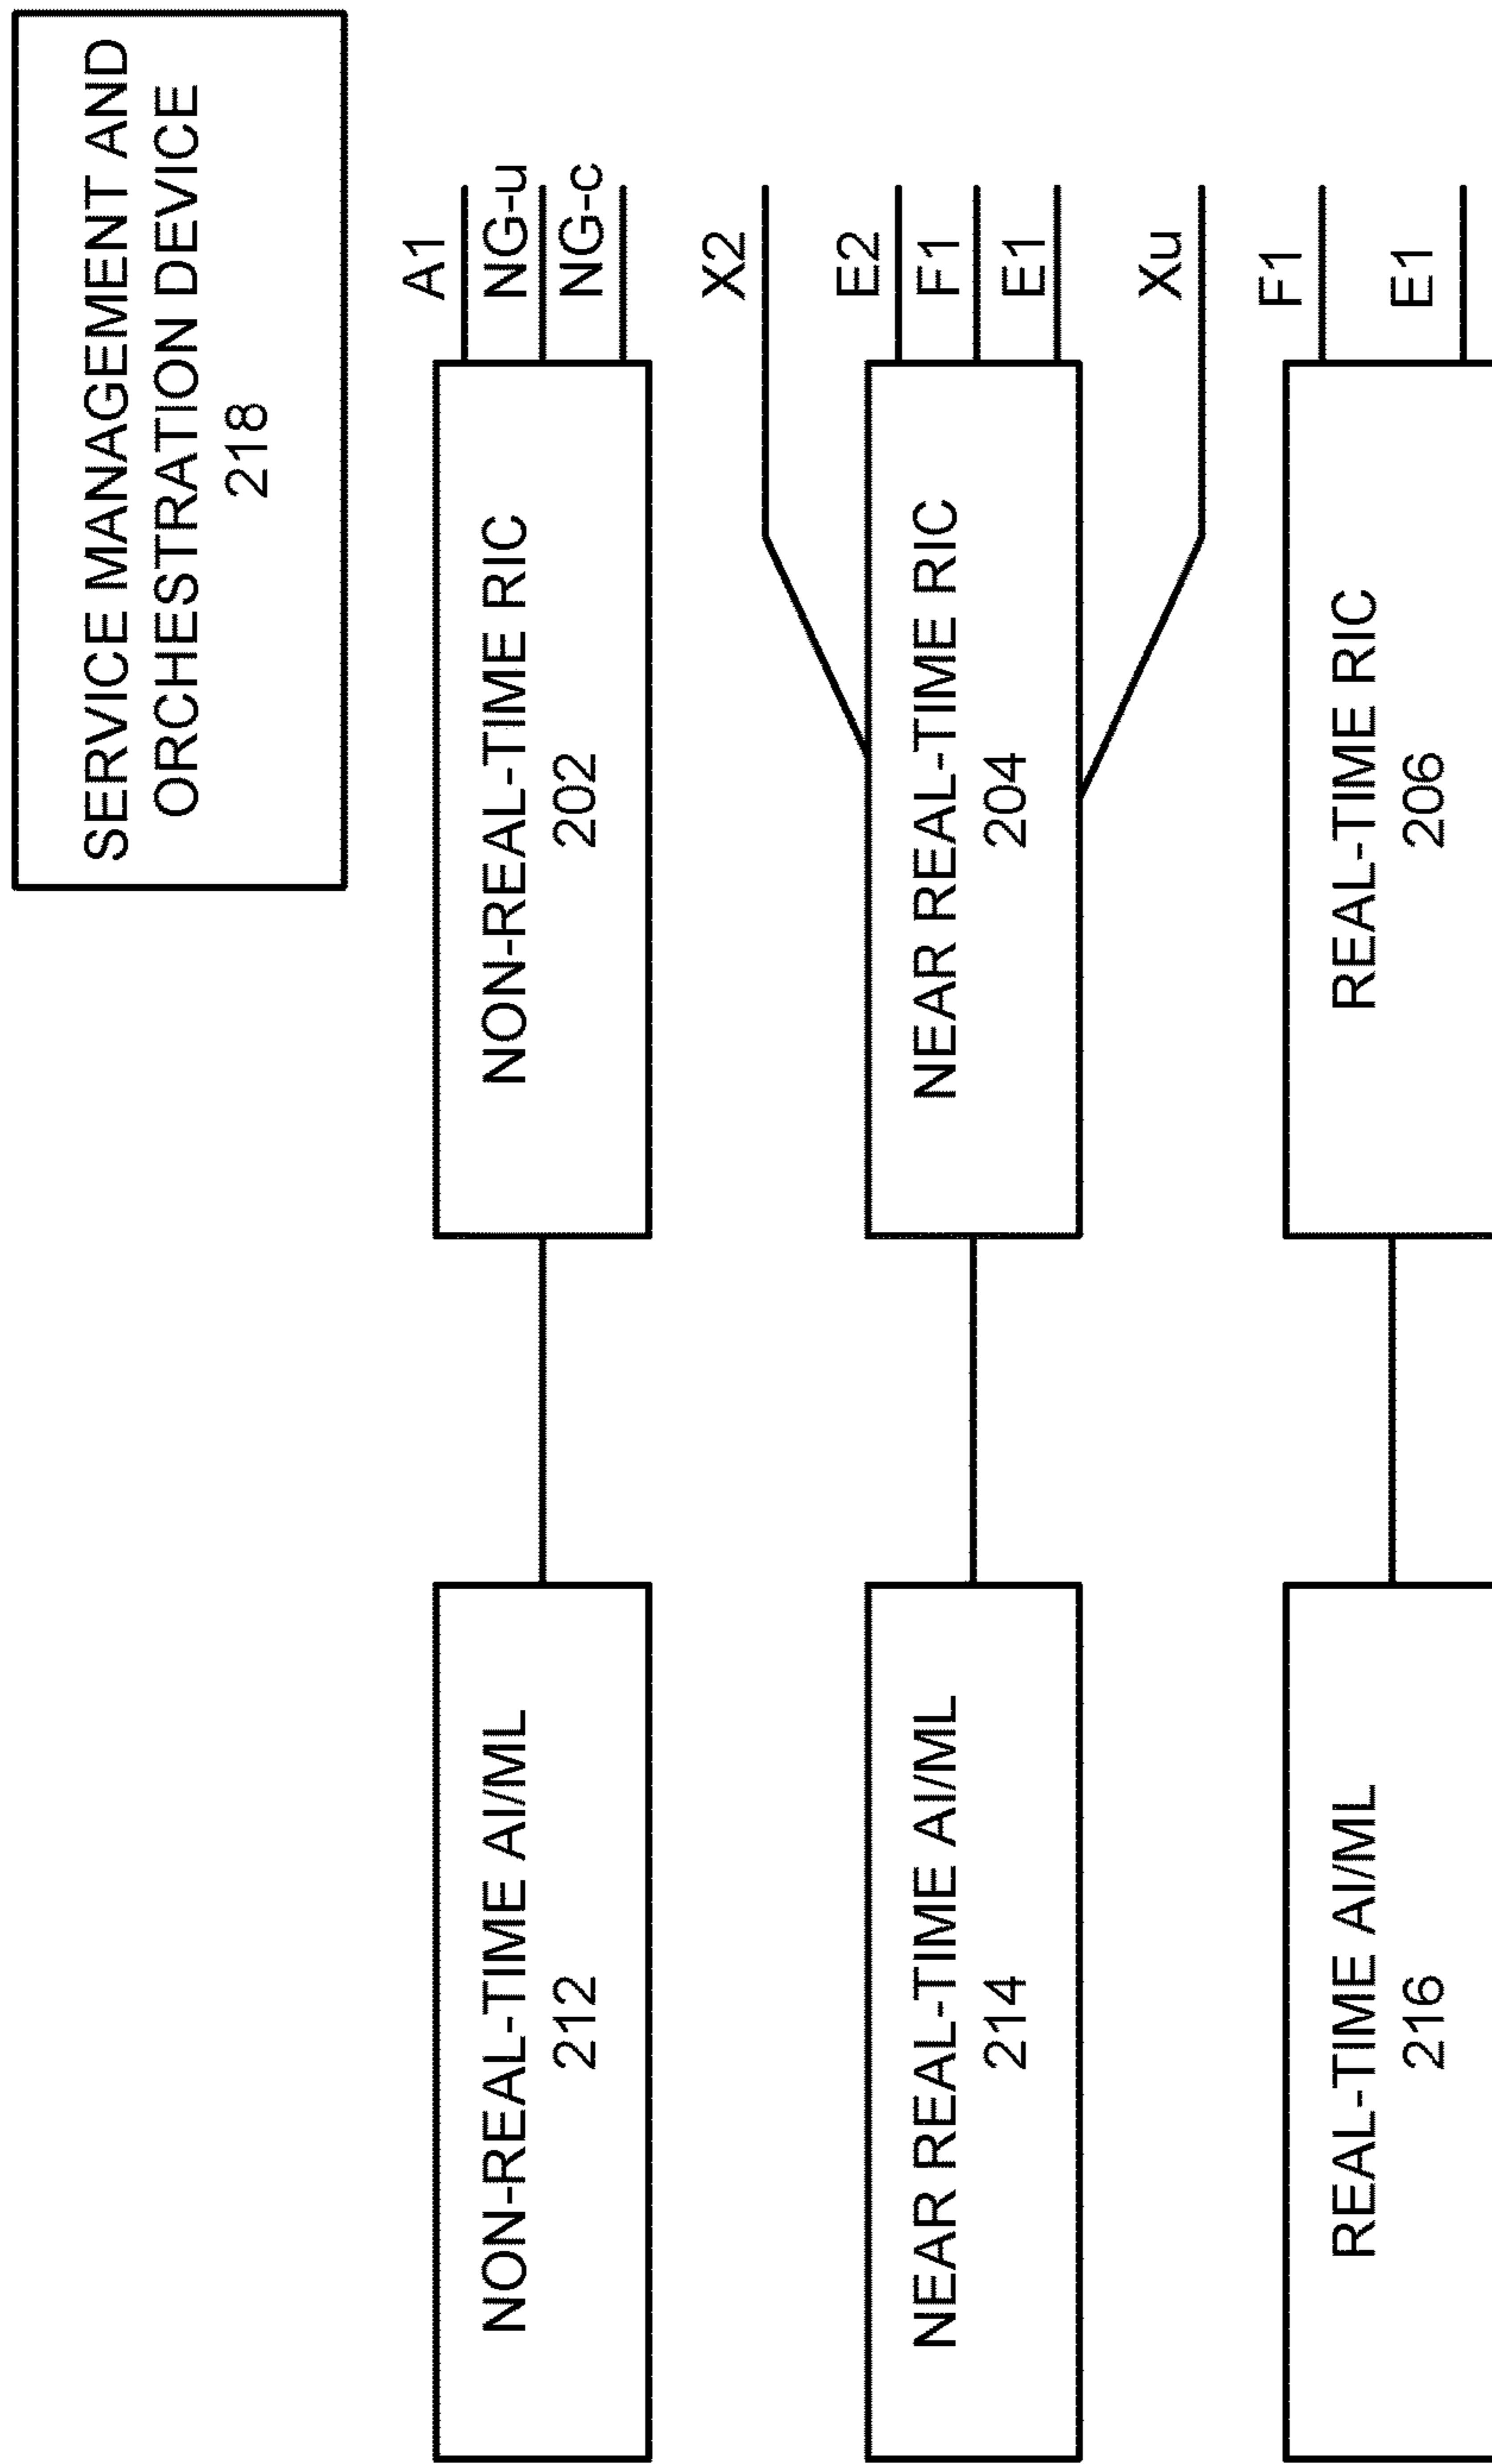 SERVICE MANAGEMENT AND
ORCHESTRATION DEVICE
218
NON-REAL-TIME AI/ML
212
NON-REAL-TIME RIC
202
A1
NG-u
NG-c
X2
NEAR REAL-TIME AI/ML
214
NEAR REAL-TIME RIC
204
E2
F1
E1
Xu
REAL-TIME AI/ML
216
REAL-TIME RIC
206
F1
E1